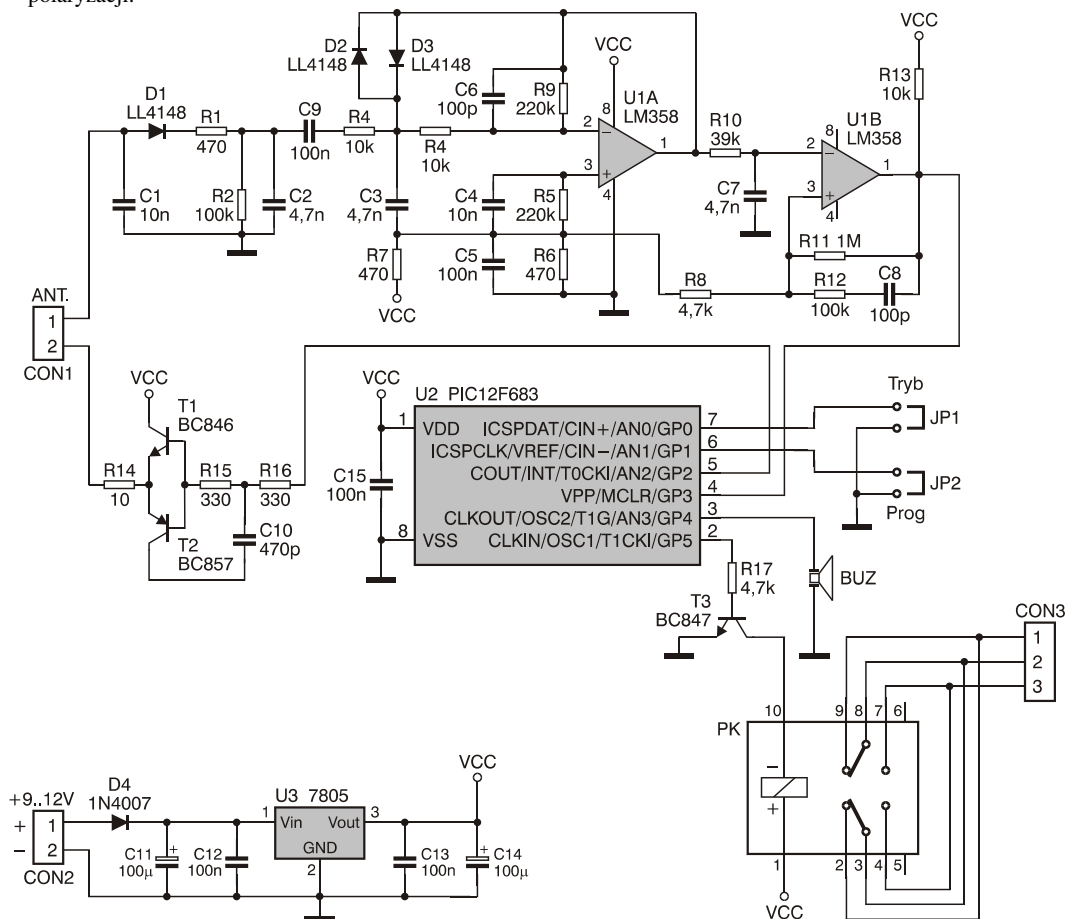 polaryzacji.
D2
LL4148
D3
LL4148
VCC
VCC
D1
LL4148
R1
470
C9
100n
R4
10k
R4
10k
C6
100p
R9
220k
U1A
LM358
8
2
3
1
4
R10
39k
U1B
LM358
8
2
3
1
4
R13
10k
C1
10n
R2
100k
C2
4,7n
C3
4,7n
C4
10n
R5
220k
C7
4,7n
R7
470
VCC
C5
100n
R6
470
R11 1M
R8
4,7k
R12
100k
C8
100p
ANT.
1
2
CON1
VCC
T1
BC846
R14
10
R15
330
R16
330
C10
470p
T2
BC857
VCC
C15
100n
U2 PIC12F683
1
VDD
ICSPDAT/CIN+/AN0/GP0
7
ICSPCLK/VREF/CIN−/AN1/GP1
6
COUT/INT/T0CKI/AN2/GP2
5
VPP/MCLR/GP3
4
CLKOUT/OSC2/T1G/AN3/GP4
3
8
VSS
CLKIN/OSC1/T1CKI/GP5
2
Tryb
JP1
JP2
Prog
R17
4,7k
BUZ
T3
BC847
CON3
1
2
3
PK
10
9
8
7
6
−
+
1
2
3
4
5
VCC
+9..12V
+
−
1
2
CON2
D4
1N4007
C11
100µ
+
C12
100n
U3 7805
1
Vin
Vout
3
GND
2
C13
100n
C14
100µ
+
VCC